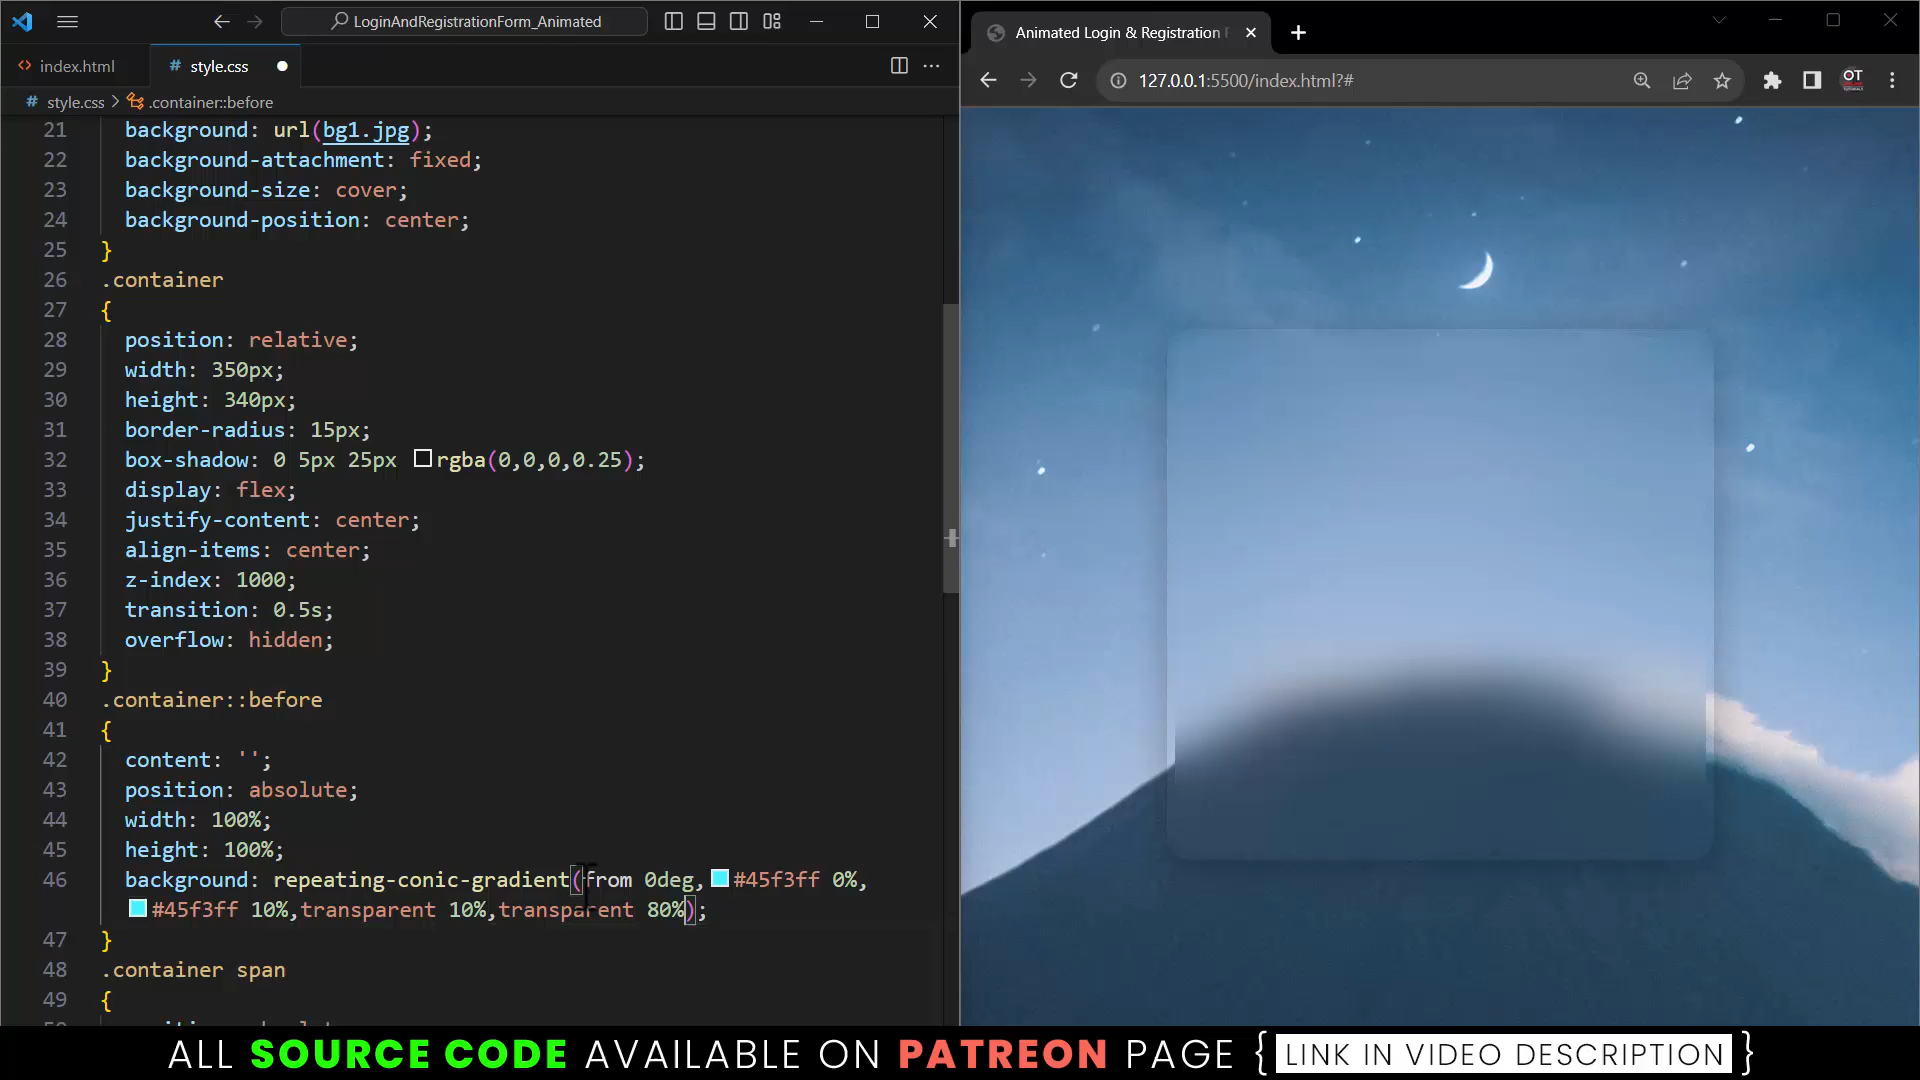 LoginAndRegistrationForm_Animated
index.html
style.css
style.css > .container::before
21 background: url(bg1.jpg);
22 background-attachment: fixed;
23 background-size: cover;
24 background-position: center;
25 }
26 .container
27 {
28 position: relative;
29 width: 350px;
30 height: 340px;
31 border-radius: 15px;
32 box-shadow: 0 5px 25px rgba(0,0,0,0.25);
33 display: flex;
34 justify-content: center;
35 align-items: center;
36 z-index: 1000;
37 transition: 0.5s;
38 overflow: hidden;
39 }
40 .container::before
41 {
42 content: '';
43 position: absolute;
44 width: 100%;
45 height: 100%;
46 background: repeating-conic-gradient(from 0deg, #45f3ff 0%,
#45f3ff 10%,transparent 10%,transparent 80%);
47 }
48 .container span
49 {
Animated Login & Registration
127.0.0.1:5500/index.html?#
OT
ALL SOURCE CODE AVAILABLE ON PATREON PAGE { LINK IN VIDEO DESCRIPTION }